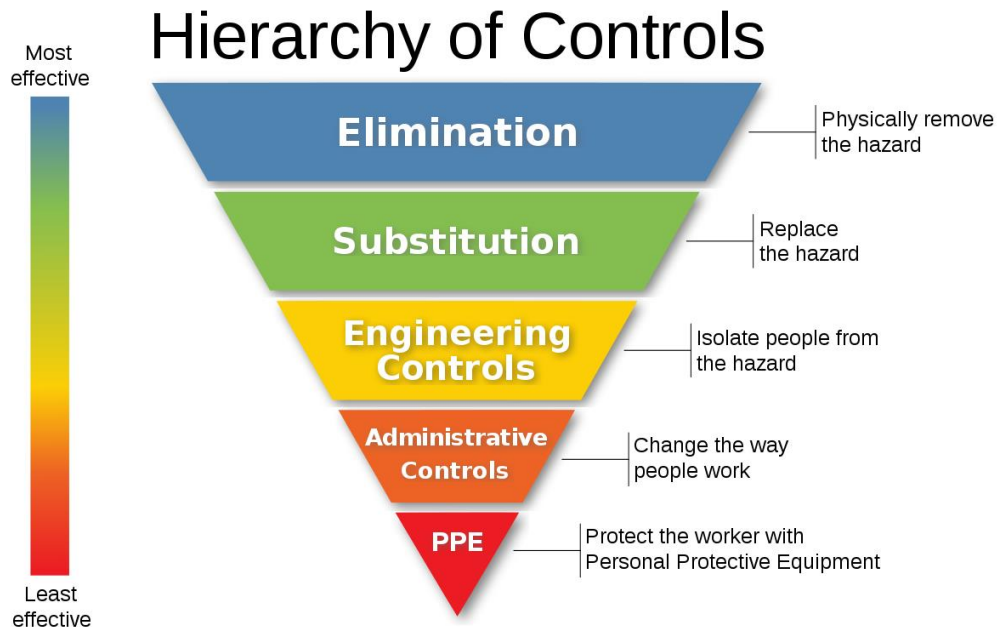 Hierarchy of Controls
Most
effective
Elimination
Physically remove
the hazard
Substitution
Replace
the hazard
Engineering
Controls
Isolate people from
the hazard
Administrative
Controls
Change the way
people work
PPE
Protect the worker with
Personal Protective Equipment
Least
effective